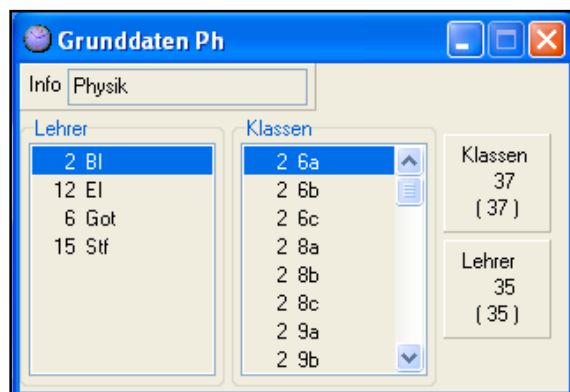 Grunddaten Ph
Info Physik
Lehrer
2 Bl
12 El
6 Got
15 Stf
Klassen
2 6a
2 6b
2 6c
2 8a
2 8b
2 8c
2 9a
2 9b
Klassen
37
( 37 )
Lehrer
35
( 35 )